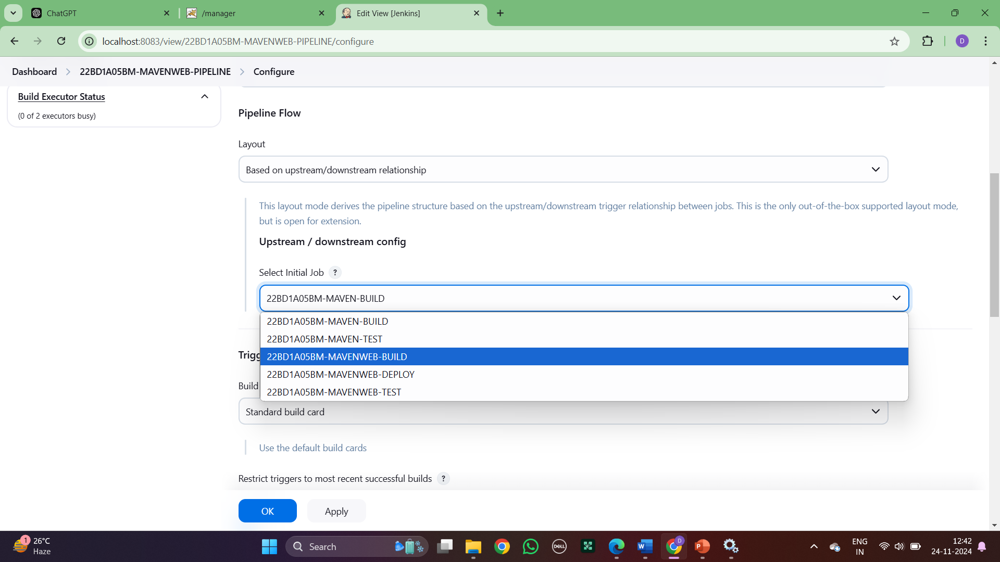 ChatGPT
/manager
Edit View [Jenkins]
localhost:8083/view/22BD1A05BM-MAVENWEB-PIPELINE/configure
D
Dashboard
22BD1A05BM-MAVENWEB-PIPELINE
Configure
Build Executor Status
(0 of 2 executors busy)
Pipeline Flow
Layout
Based on upstream/downstream relationship
This layout mode derives the pipeline structure based on the upstream/downstream trigger relationship between jobs. This is the only out-of-the-box supported layout mode,
but is open for extension.
Upstream / downstream config
Select Initial Job ?
22BD1A05BM-MAVEN-BUILD
22BD1A05BM-MAVEN-BUILD
22BD1A05BM-MAVEN-TEST
22BD1A05BM-MAVENWEB-BUILD
22BD1A05BM-MAVENWEB-DEPLOY
22BD1A05BM-MAVENWEB-TEST
Trigg
Build
Standard build card
Use the default build cards
Restrict triggers to most recent successful builds ?
OK
Apply
1
26°C
Haze
Search
DELL
W
D
P
ENG
IN
12:42
24-11-2024